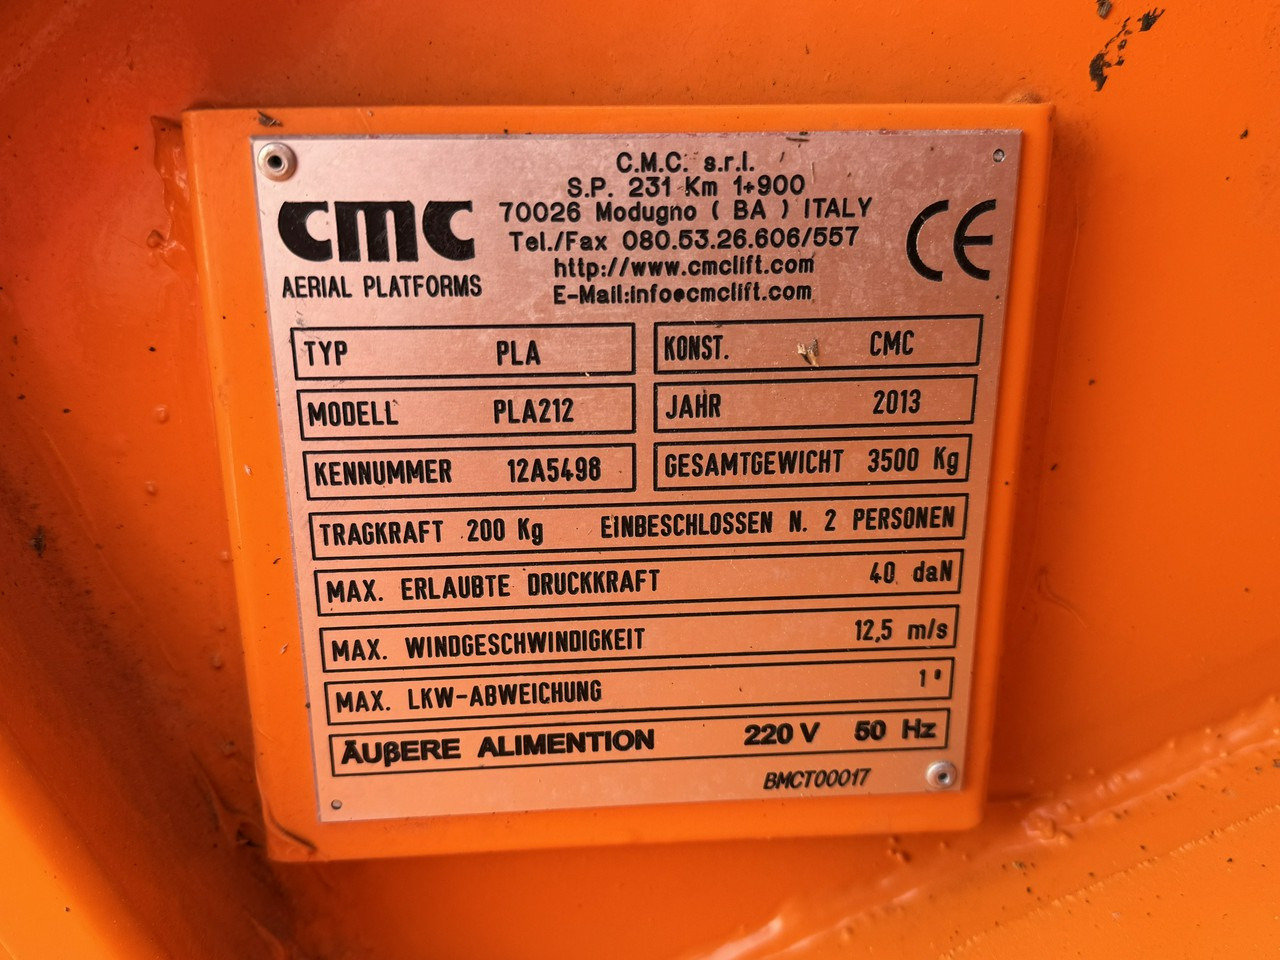 C.M.C. s.r.l.
S.P. 231 Km 1+900
70026 Modugno ( BA ) ITALY
Tel./Fax 080.53.26.606/557
http://www.cmclift.com
E-Mail:info@cmclift.com
CMC
AERIAL PLATFORMS
CE
TYP PLA
KONST. CMC
MODELL PLA212
JAHR 2013
KENNUMMER 12A5498
GESAMTGEWICHT 3500 Kg
TRAGKRAFT 200 Kg EINBESCHLOSSEN N. 2 PERSONEN
MAX. ERLAUBTE DRUCKKRAFT 40 daN
MAX. WINDGESCHWINDIGKEIT 12,5 m/s
MAX. LKW-ABWEICHUNG 1°
ÄUßERE ALIMENTION 220 V 50 Hz
BMCT00017